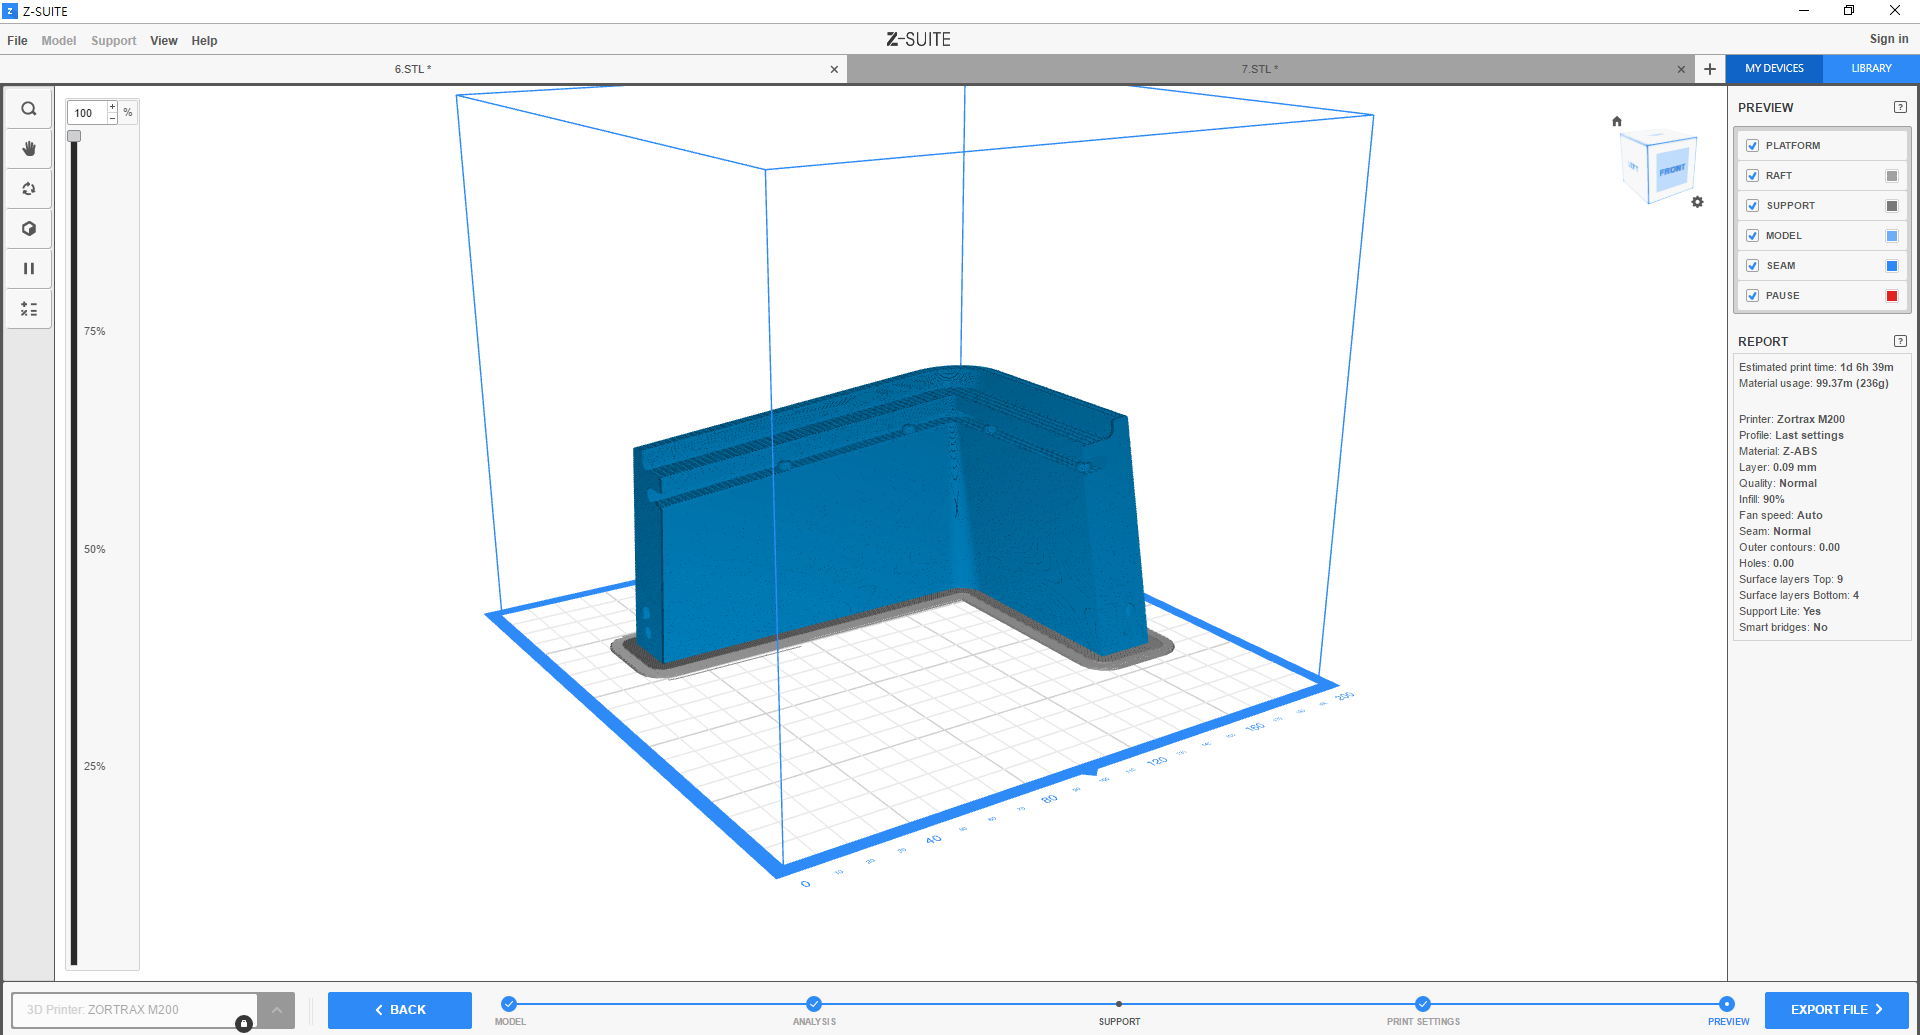 Z-SUITE
File Model Support View Help
Z-SUITE
Sign in
6.STL *
7.STL *
MY DEVICES
LIBRARY
100 %
75%
50%
25%
FRONT
LEFT
PREVIEW
PLATFORM
RAFT
SUPPORT
MODEL
SEAM
PAUSE
REPORT
Estimated print time: 1d 6h 39m
Material usage: 99.37m (236g)
Printer: Zortrax M200
Profile: Last settings
Material: Z-ABS
Layer: 0.09 mm
Quality: Normal
Infill: 90%
Fan speed: Auto
Seam: Normal
Outer contours: 0.00
Holes: 0.00
Surface layers Top: 9
Surface layers Bottom: 4
Support Lite: Yes
Smart bridges: No
0 40 80 120 160 200
3D Printer: ZORTRAX M200
BACK
MODEL
ANALYSIS
SUPPORT
PRINT SETTINGS
PREVIEW
EXPORT FILE